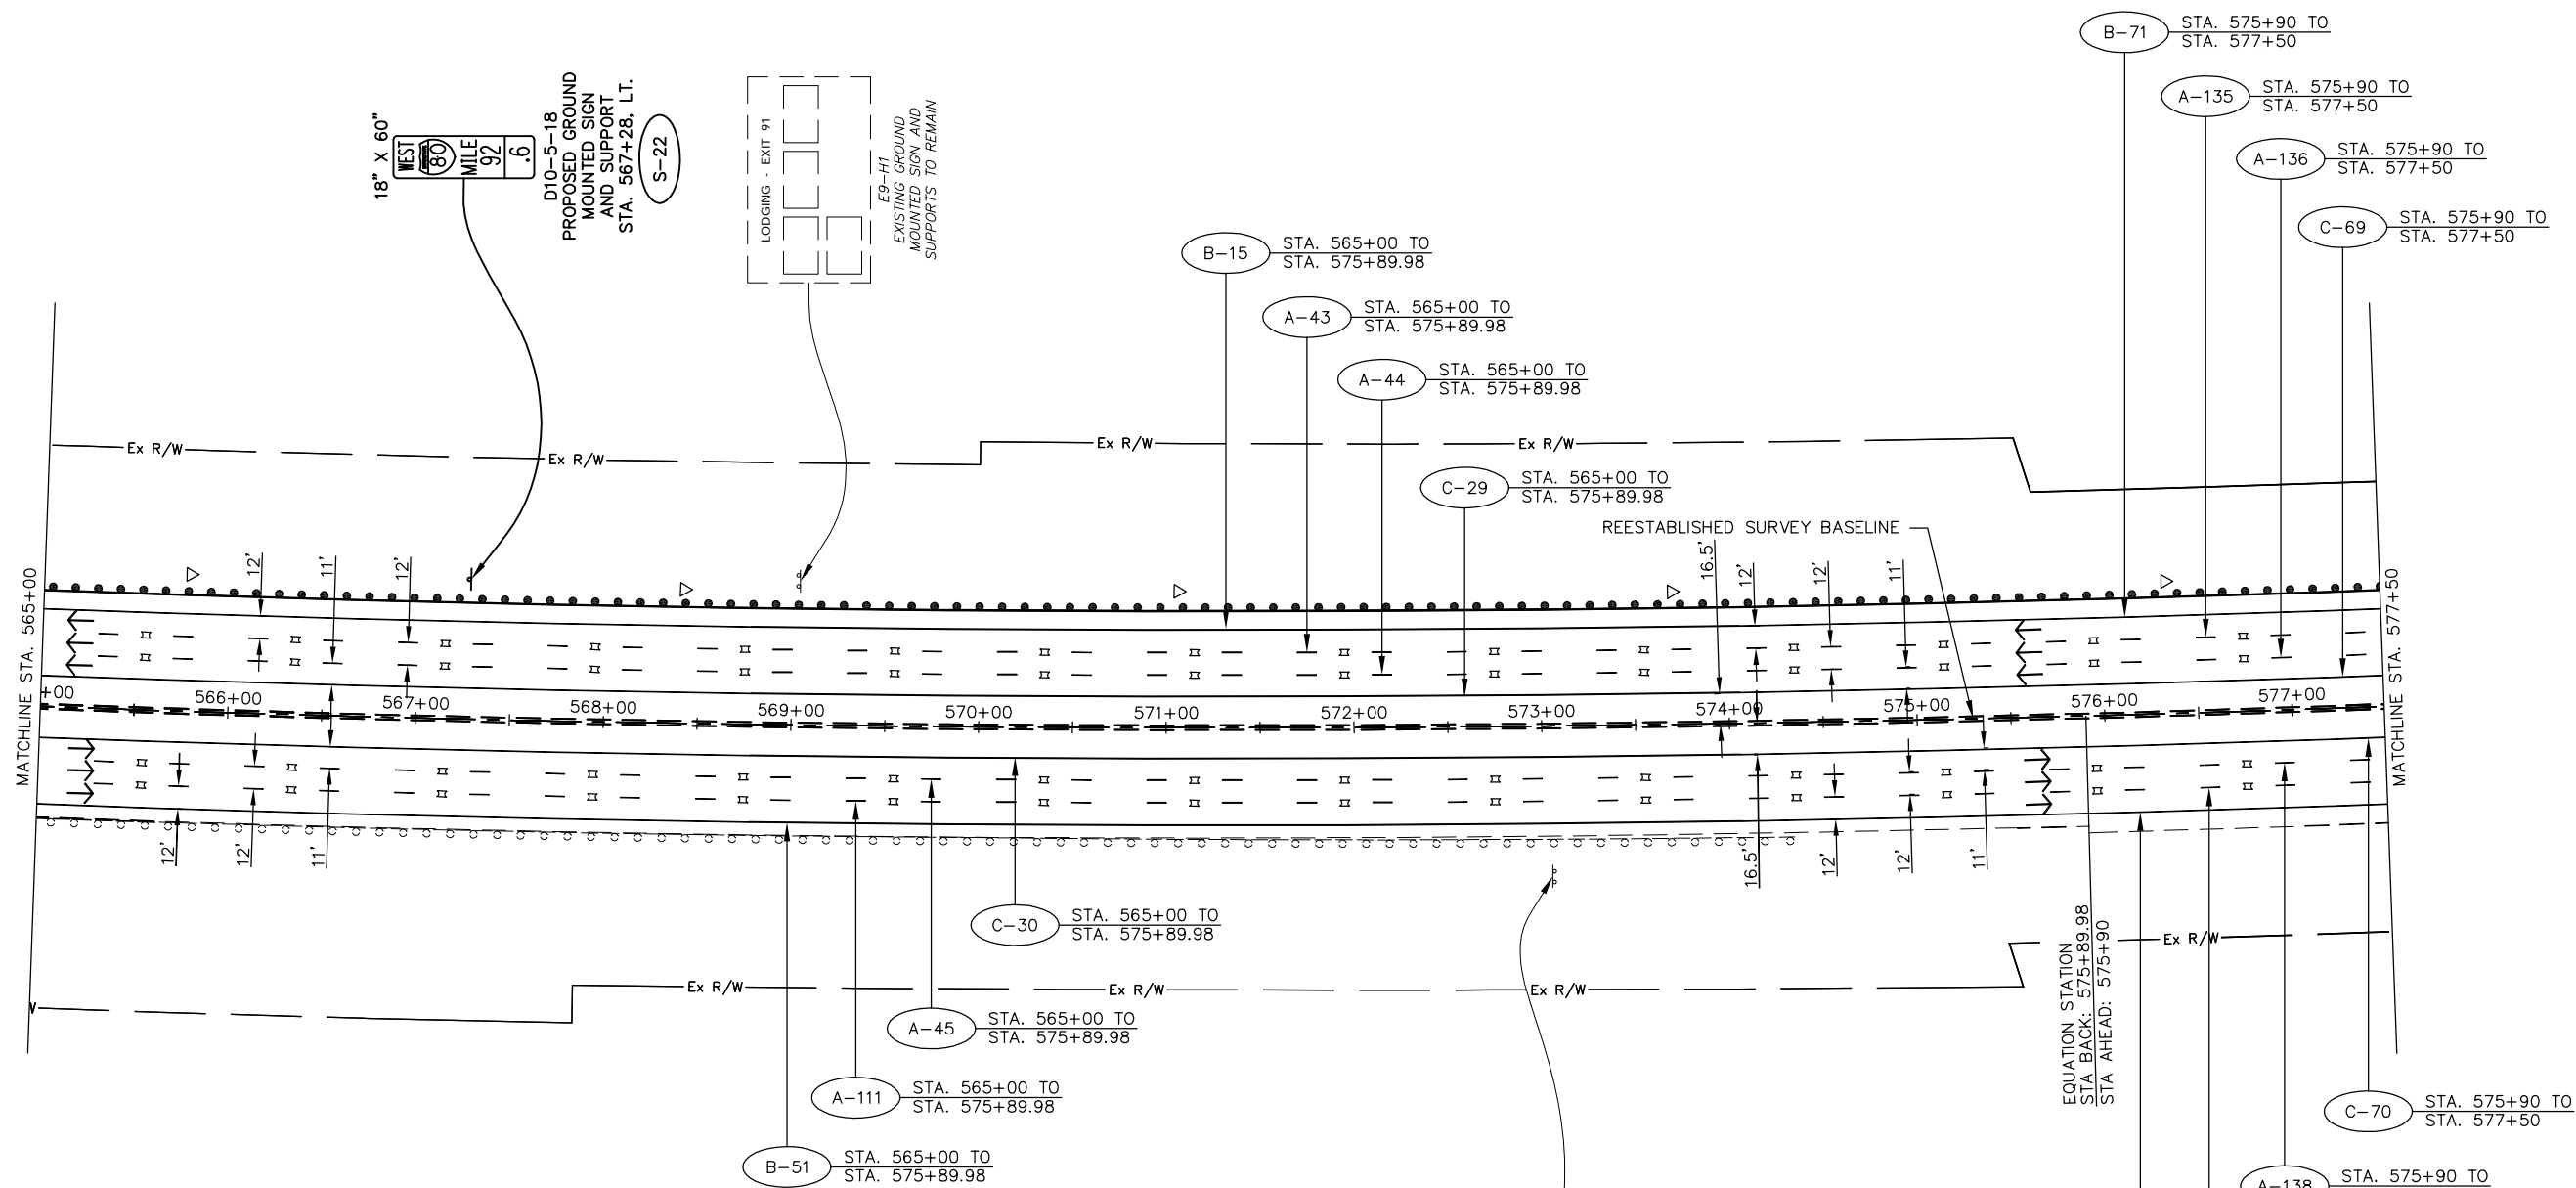 B-71
STA. 575+90 TO
STA. 577+50
A-135
STA. 575+90 TO
STA. 577+50
A-136
STA. 575+90 TO
STA. 577+50
C-69
STA. 575+90 TO
STA. 577+50
18" X 60"
WEST
80
MILE
92
.6
D10-5-18
PROPOSED GROUND
MOUNTED SIGN
AND SUPPORT
STA. 567+28, LT.
S-22
LODGING - EXIT 91
E9-H1
EXISTING GROUND
MOUNTED SIGN AND
SUPPORTS TO REMAIN
B-15
STA. 565+00 TO
STA. 575+89.98
A-43
STA. 565+00 TO
STA. 575+89.98
A-44
STA. 565+00 TO
STA. 575+89.98
C-29
STA. 565+00 TO
STA. 575+89.98
Ex R/W
Ex R/W
Ex R/W
Ex R/W
REESTABLISHED SURVEY BASELINE
MATCHLINE STA. 565+00
12'
11'
12'
16.5'
12'
12'
11'
MATCHLINE STA. 577+50
+00
566+00
567+00
568+00
569+00
570+00
571+00
572+00
573+00
574+00
575+00
576+00
577+00
12'
12'
11'
16.5'
12'
12'
11'
EQUATION STATION
STA BACK: 575+89.98
STA AHEAD: 575+90
Ex R/W
Ex R/W
Ex R/W
Ex R/W
C-30
STA. 565+00 TO
STA. 575+89.98
A-45
STA. 565+00 TO
STA. 575+89.98
A-111
STA. 565+00 TO
STA. 575+89.98
B-51
STA. 565+00 TO
STA. 575+89.98
C-70
STA. 575+90 TO
STA. 577+50
A-138
STA. 575+90 TO